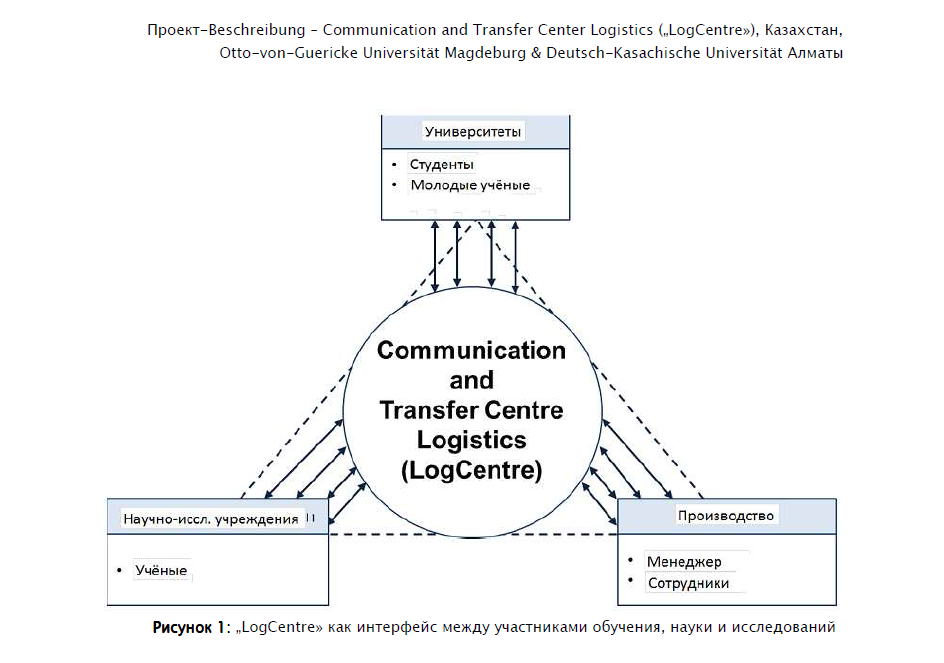 Проект-Beschreibung – Communication and Transfer Center Logistics („LogCentre»), Казахстан,
Otto-von-Guericke Universität Magdeburg & Deutsch-Kasachische Universität Алматы
Университеты
• Студенты
• Молодые учёные
Communication
and
Transfer Centre
Logistics
(LogCentre)
Научно-иссл. учреждения
• Учёные
Производство
• Менеджер
• Сотрудники
Рисунок 1: „LogCentre» как интерфейс между участниками обучения, науки и исследований